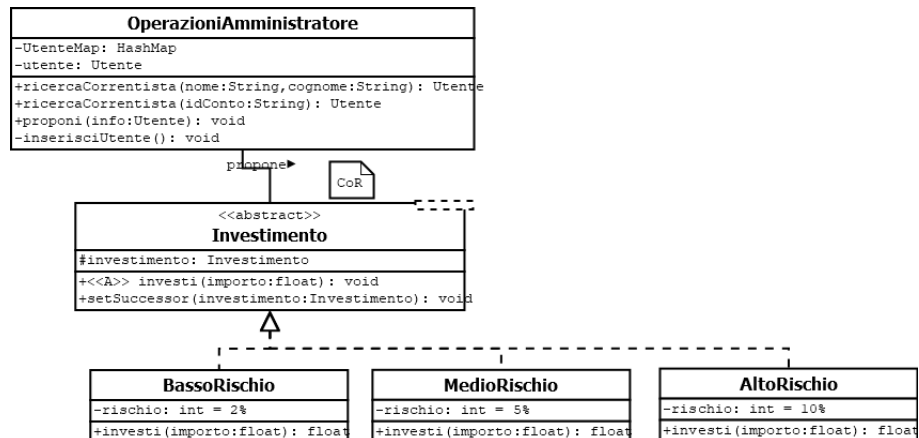 OperazioniAmministratore
-UtenteMap: HashMap
-utente: Utente
+ricercaCorrentista(nome:String,cognome:String): Utente
+ricercaCorrentista(idConto:String): Utente
+proponi(info:Utente): void
-inserisciUtente(): void
propone
CoR
<<abstract>>
Investimento
#investimento: Investimento
+<<A>> investi(importo:float): void
+setSuccessor(investimento:Investimento): void
BassoRischio
-rischio: int = 2%
+investi(importo:float): float
MedioRischio
-rischio: int = 5%
+investi(importo:float): float
AltoRischio
-rischio: int = 10%
+investi(importo:float): float